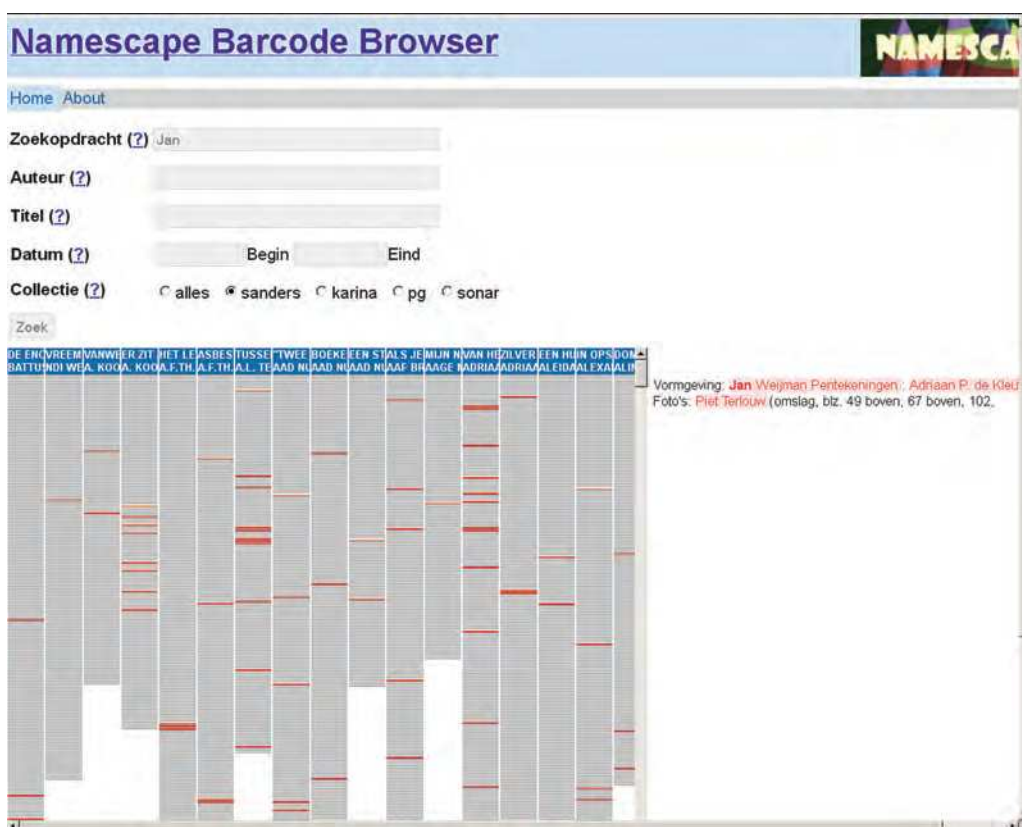 Namescape Barcode Browser
NAMESCA
Home About
Zoekopdracht (?) Jan
Auteur (?)
Titel (?)
Datum (?) Begin Eind
Collectie (?) alles sanders karina pg sonar
Zoek
DE ENC VREEM VANWE ER ZIT HET LE ASBES TUSSE "TWEE BOEKE EEN ST ALS JE MIJN N VAN HE ZILVER EEN HU IN OPS DON
BATTU NDI WE A. KOO A. KOO A.F.TH. A.F.TH. A.L. TE AAD NU AAD NU AAD NU AAF BR AAGE ADRIAA ADRIAA ALEIDA ALEXA ALI
Vormgeving: Jan Weijman Pentekeningen : Adriaan P. de Kleu
Foto's: Piet Terlouw (omslag, blz. 49 boven, 67 boven, 102,